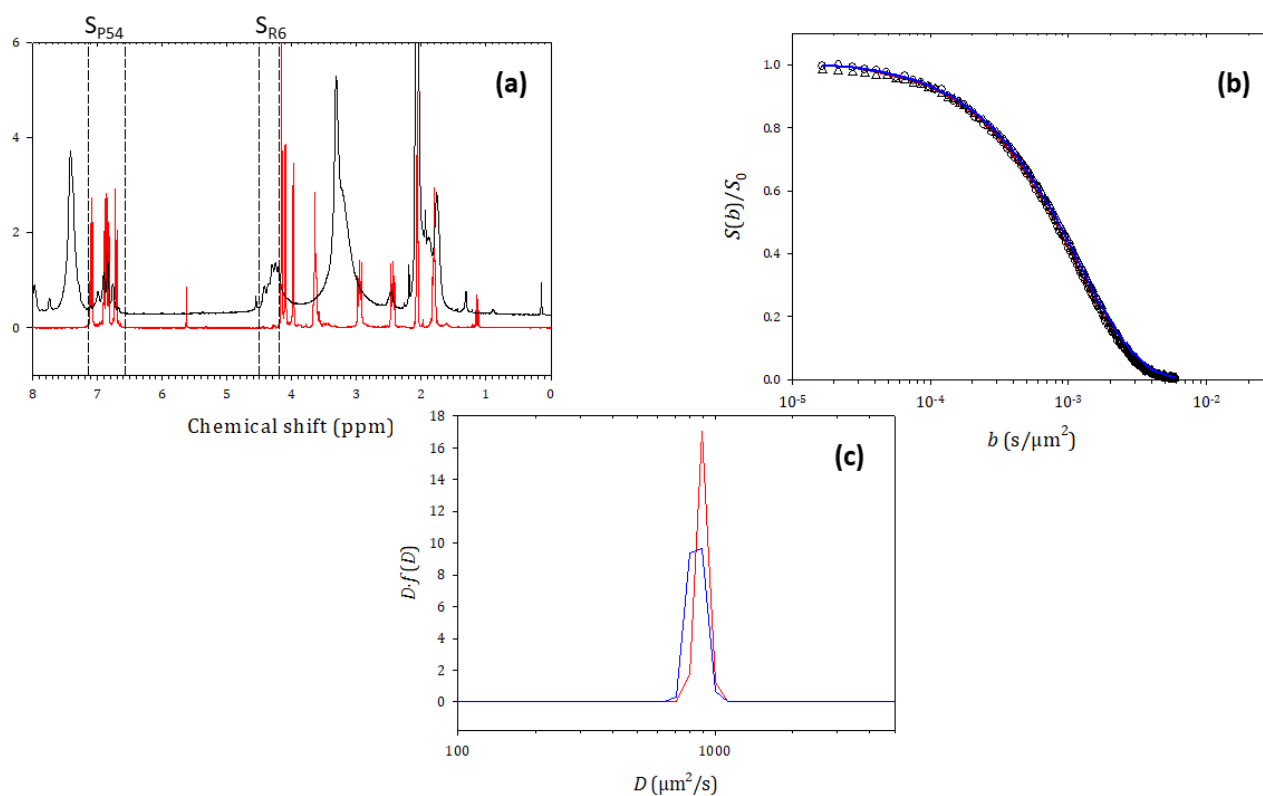 S_P54 S_R6
6
4
2
0
(a)
8 7 6 5 4 3 2 1 0
Chemical shift (ppm)
1.0
0.8
0.6
0.4
0.2
0.0
S(b)/S₀
(b)
10⁻⁵ 10⁻⁴ 10⁻³ 10⁻²
b (s/μm²)
18
16
14
12
10
8
6
4
2
0
D·f(D)
(c)
100 1000
D (μm²/s)